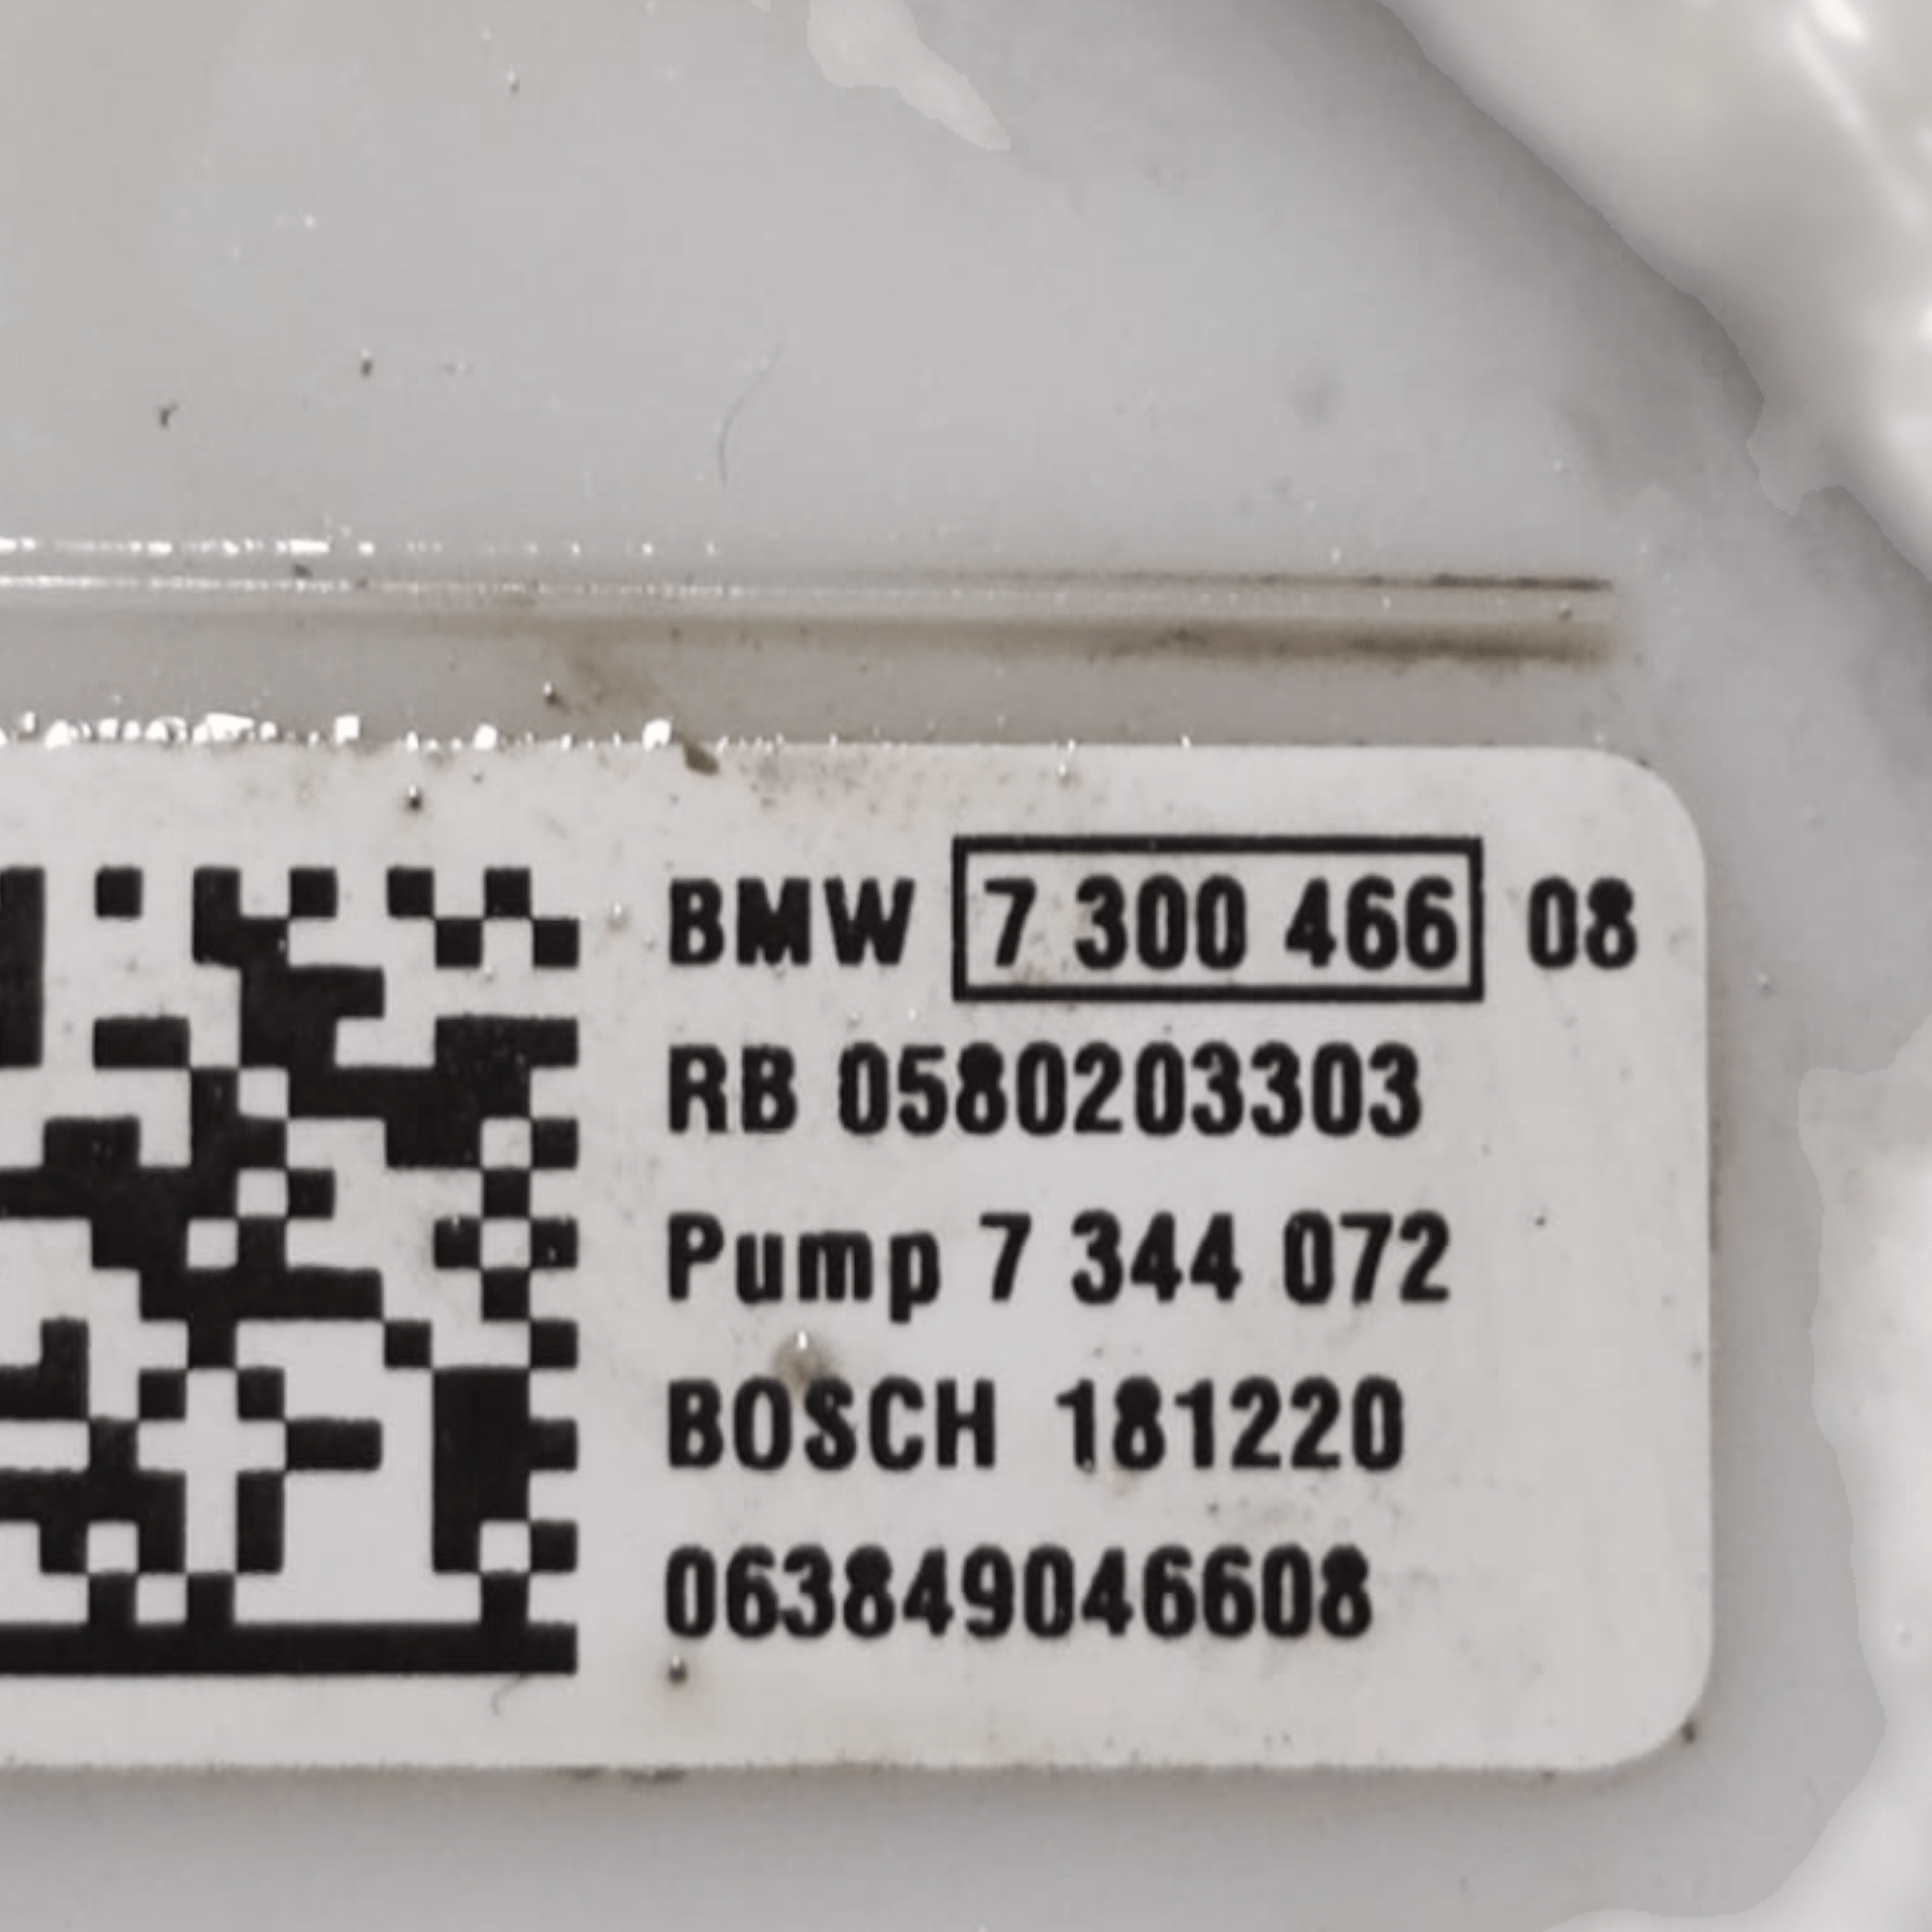 BMW 7 300 466 08
RB 0580203303
Pump 7 344 072
BOSCH 181220
063849046608